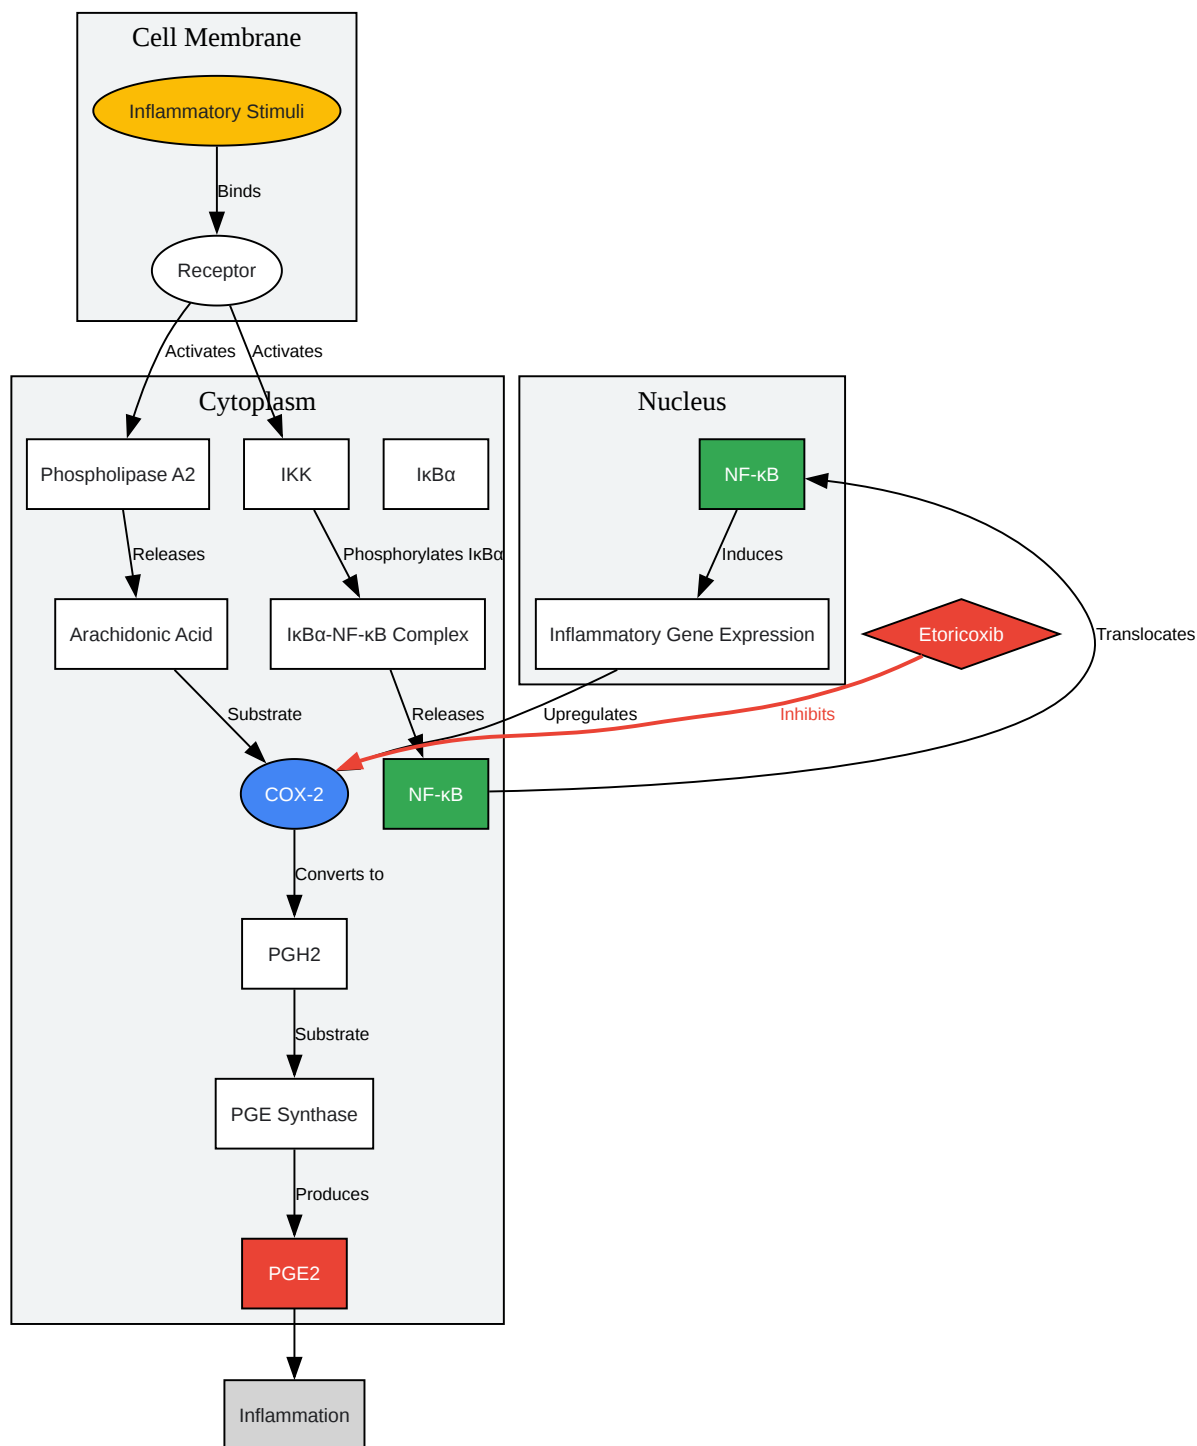 Cell Membrane
Inflammatory Stimuli
Binds
Receptor
Activates
Activates
Cytoplasm
Nucleus
Phospholipase A2
IKK
IκBα
NF-κB
Releases
Phosphorylates IκBα
Induces
Arachidonic Acid
IκBα-NF-κB Complex
Inflammatory Gene Expression
Etoricoxib
Translocates
Substrate
Releases
Upregulates
Inhibits
COX-2
NF-κB
Converts to
PGH2
Substrate
PGE Synthase
Produces
PGE2
Inflammation